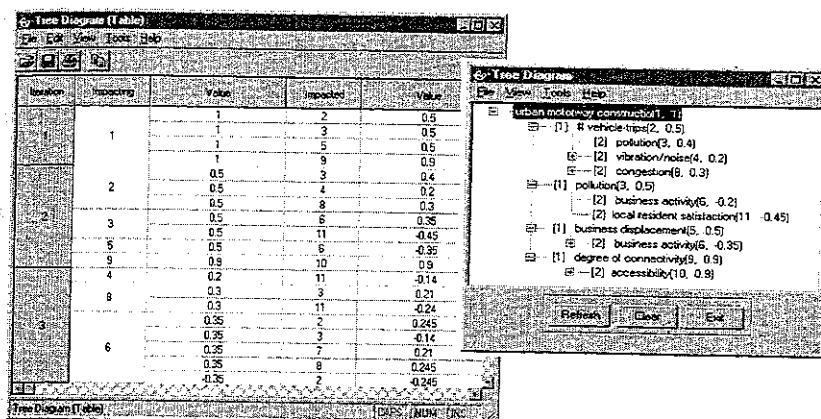 Tree Diagram (Table)
File Edit View Tools Help
Iteration Impacting Value Impacted Value
1 1 1 2 0.5
1 3 0.5
1 5 0.5
1 9 0.9
2 2 0.5 3 0.4
0.5 4 0.2
0.5 8 0.3
3 0.5 6 0.35
0.5 11 -0.45
5 0.5 6 -0.35
9 0.9 10 0.9
3 4 0.2 11 -0.14
8 0.3 3 0.21
0.3 11 -0.24
6 0.35 2 0.245
0.35 3 -0.14
0.35 7 0.21
0.35 8 0.245
-0.35 2 -0.245
Tree Diagram (Table) CAPS NUM INS
Tree Diagram
File View Tools Help
urban motorway constructio(1, 1)
[1] # vehicle-trips(2, 0.5)
[2] pollution(3, 0.4)
[2] vibration/noise(4, 0.2)
[2] congestion(8, 0.3)
[1] pollution(3, 0.5)
[2] business activity(6, -0.2)
[2] local resident satisfaction(11 -0.45)
[1] business displacement(5, 0.5)
[2] business activity(6, -0.35)
[1] degree of connectivity(9, 0.9)
[2] accessibility(10, 0.9)
Refresh Clear Exit